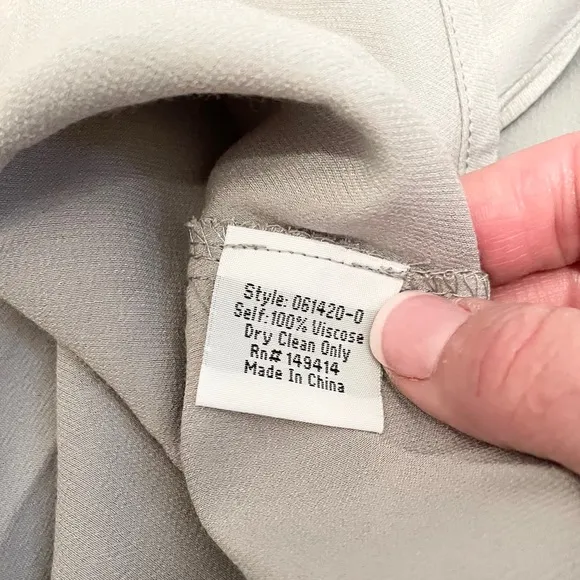 Style: 061420-0
Self:100% Viscose
Dry Clean Only
Rn# 149414
Made In China